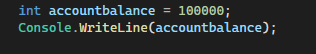 int accountbalance = 100000;
Console.WriteLine(accountbalance);